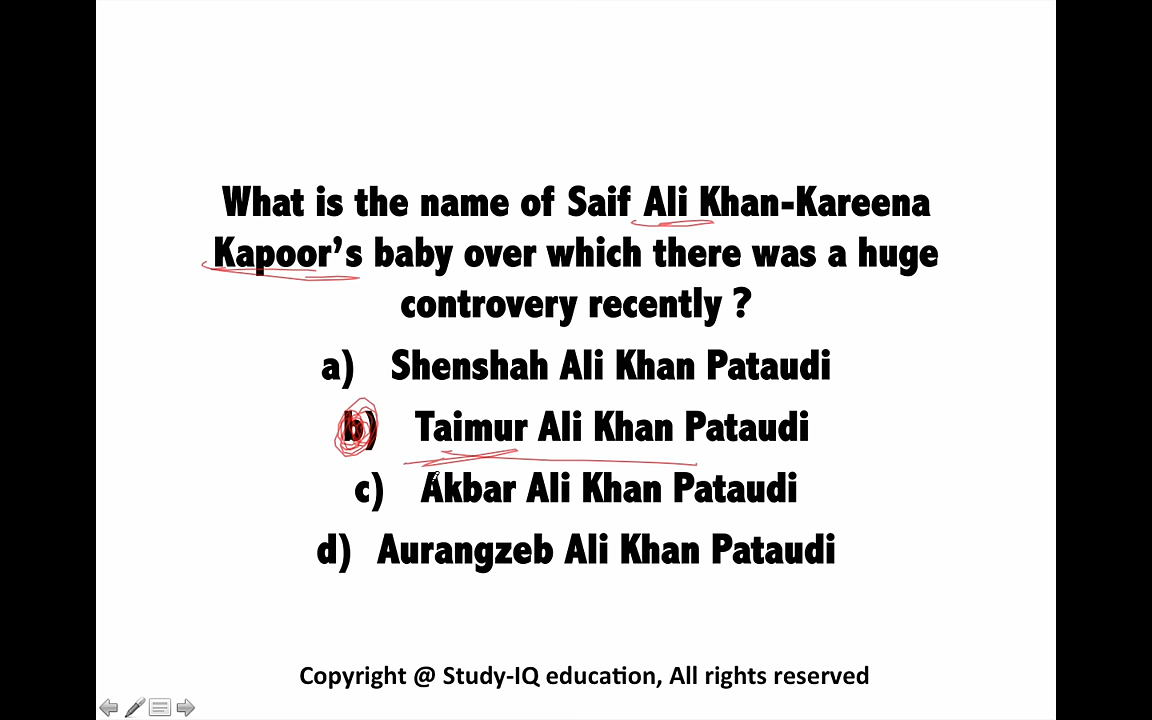 What is the name of Saif Ali Khan-Kareena
Kapoor’s baby over which there was a huge
controvery recently ?
a) Shenshah Ali Khan Pataudi
b) Taimur Ali Khan Pataudi
c) Akbar Ali Khan Pataudi
d) Aurangzeb Ali Khan Pataudi
Copyright @ Study-IQ education, All rights reserved